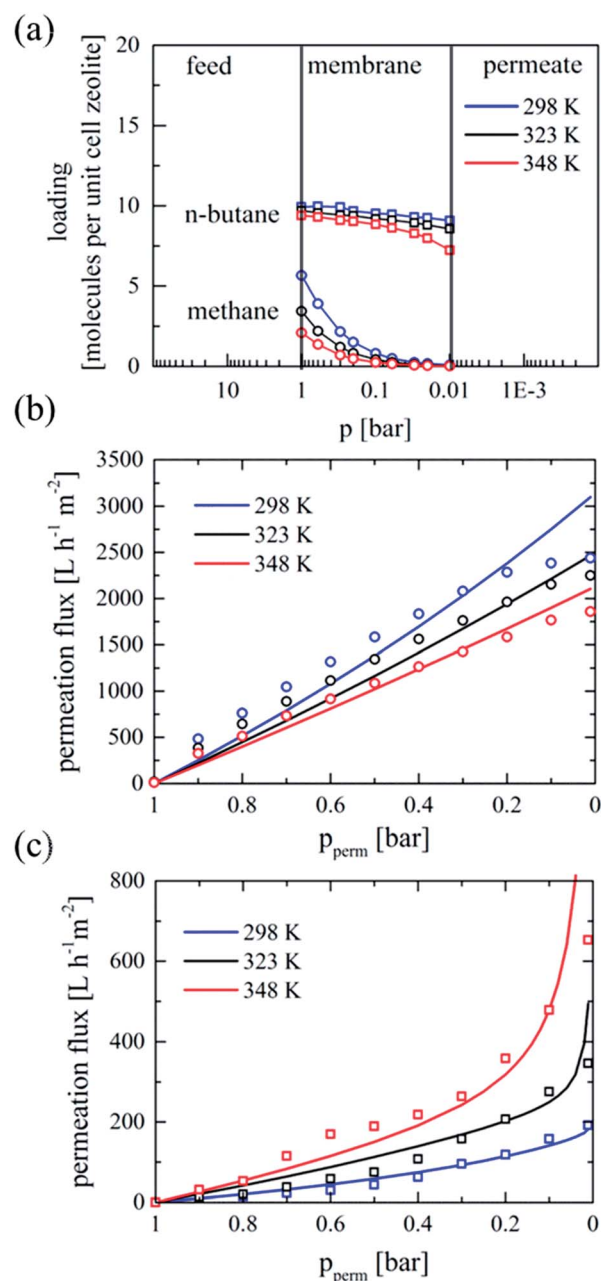 (a)
20
15
10
5
0
loading
[molecules per unit cell zeolite]
feed
membrane
permeate
298 K
323 K
348 K
n-butane
methane
10
1
0.1
0.01
1E-3
p [bar]
(b)
3500
3000
2500
2000
1500
1000
500
0
permeation flux [L h⁻¹ m⁻²]
298 K
323 K
348 K
1
0.8
0.6
0.4
0.2
0
p_perm [bar]
(c)
800
600
400
200
0
permeation flux [L h⁻¹m⁻²]
298 K
323 K
348 K
1
0.8
0.6
0.4
0.2
0
p_perm [bar]